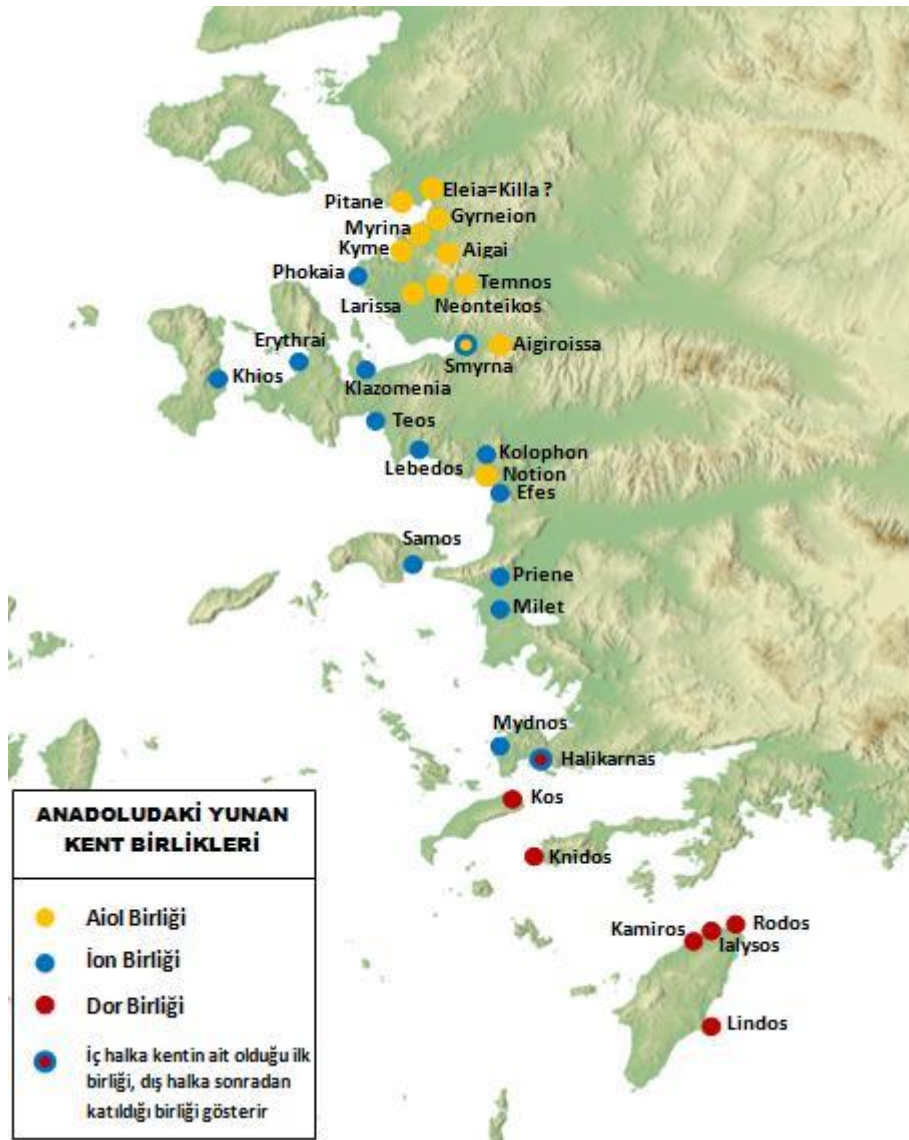 Eleia=Killa ?
Pitane
Gyrneion
Myrina
Kyme
Aigai
Phokaia
Temnos
Larissa
Neonteikos
Erythrai
Smyrna
Aigiroissa
Khios
Klazomenia
Teos
Lebedos
Kolophon
Notion
Efes
Samos
Priene
Milet
Mydnos
Halikarnas
Kos
Knidos
Kamiros
Rodos
Ialysos
Lindos
ANADOLUDAKİ YUNAN
KENT BİRLİKLERİ
Aiol Birliği
İon Birliği
Dor Birliği
İç halka kentin ait olduğu ilk
birliği, dış halka sonradan
katıldığı birliği gösterir